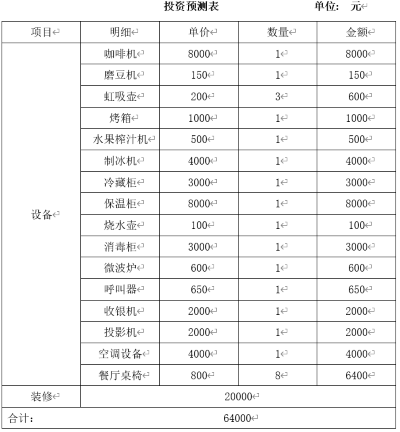 投资预测表 单位: 元
项目 明细 单价 数量 金额
设备
咖啡机 8000 1 8000
磨豆机 150 1 150
虹吸壶 200 3 600
烤箱 1000 1 1000
水果榨汁机 500 1 500
制冰机 4000 1 4000
冷藏柜 3000 1 3000
保温柜 8000 1 8000
烧水壶 100 1 100
消毒柜 3000 1 3000
微波炉 600 1 600
呼叫器 650 1 650
收银机 2000 1 2000
投影机 2000 1 2000
空调设备 4000 1 4000
餐厅桌椅 800 8 6400
装修 20000
合计: 64000